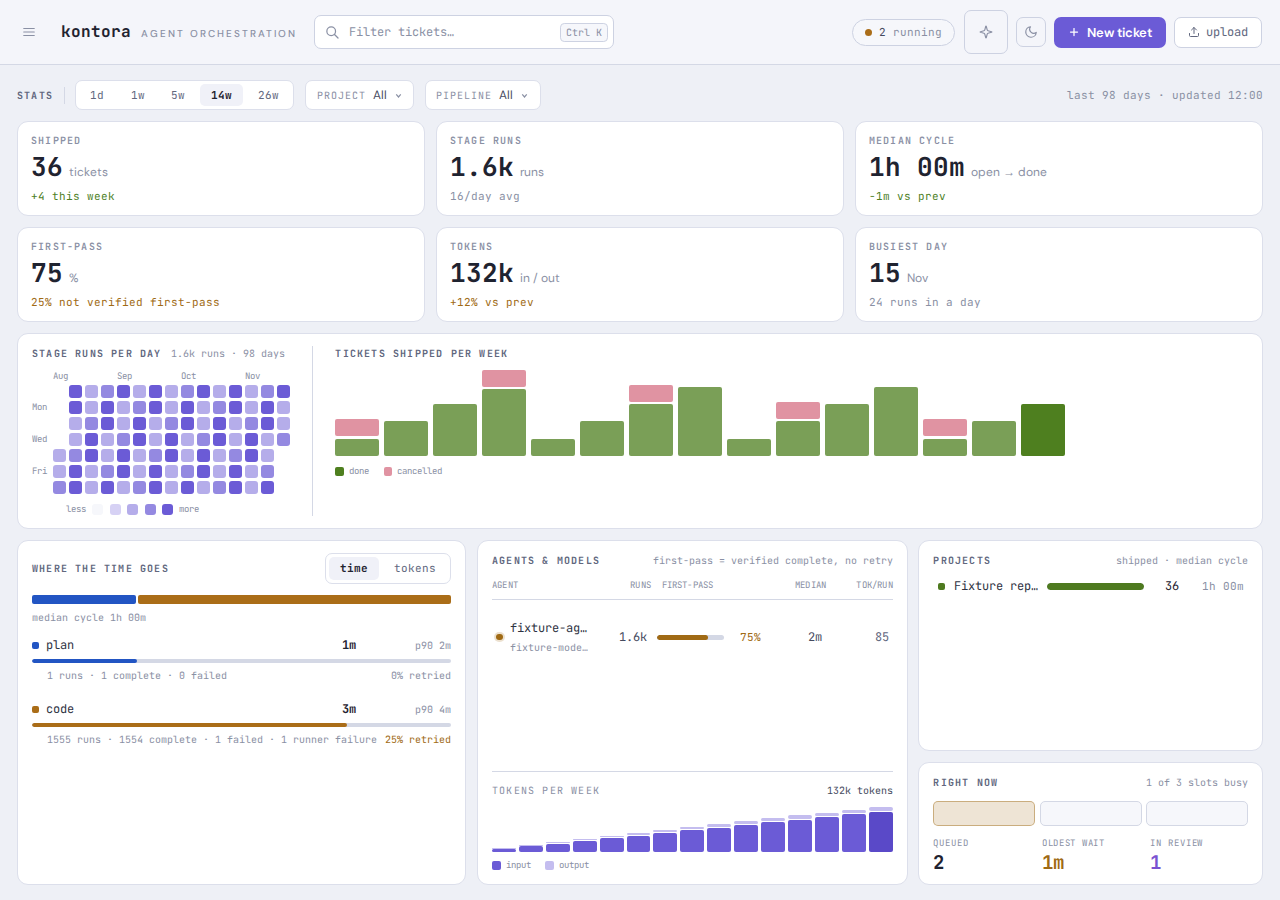 kontora AGENT ORCHESTRATION Filter tickets… Ctrl K 2 running + New ticket upload
STATS 1d 1w 5w 14w 26w PROJECT All PIPELINE All last 98 days · updated 12:00
SHIPPED
36 tickets
+4 this week
STAGE RUNS
1.6k runs
16/day avg
MEDIAN CYCLE
1h 00m open → done
-1m vs prev
FIRST-PASS
75 %
25% not verified first-pass
TOKENS
132k in / out
+12% vs prev
BUSIEST DAY
15 Nov
24 runs in a day
STAGE RUNS PER DAY 1.6k runs · 98 days
Aug Sep Oct Nov
Mon
Wed
Fri
less more
TICKETS SHIPPED PER WEEK
done cancelled
WHERE THE TIME GOES time tokens
median cycle 1h 00m
plan 1m p90 2m
1 runs · 1 complete · 0 failed 0% retried
code 3m p90 4m
1555 runs · 1554 complete · 1 failed · 1 runner failure 25% retried
AGENTS & MODELS first-pass = verified complete, no retry
AGENT RUNS FIRST-PASS MEDIAN TOK/RUN
fixture-ag… 1.6k 75% 2m 85
fixture-mode…
TOKENS PER WEEK 132k tokens
input output
PROJECTS shipped · median cycle
Fixture rep… 36 1h 00m
RIGHT NOW 1 of 3 slots busy
QUEUED OLDEST WAIT IN REVIEW
2 1m 1